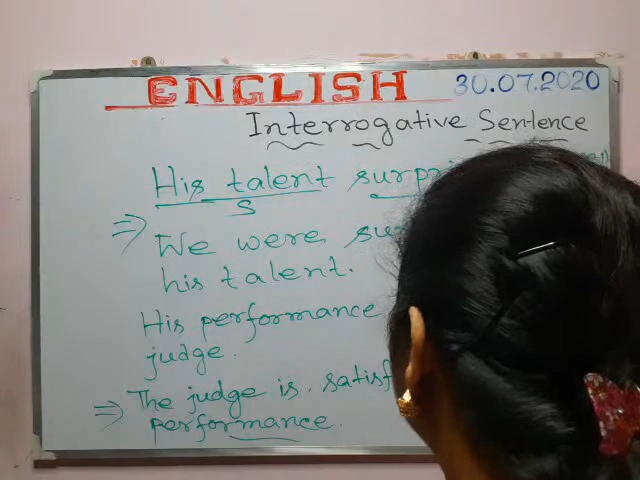 ENGLISH 30.07.2020
Interrogative Sentence
His talent
S
⇒ We were
his talent.
His performance
judge.
⇒ The judge is
performance.